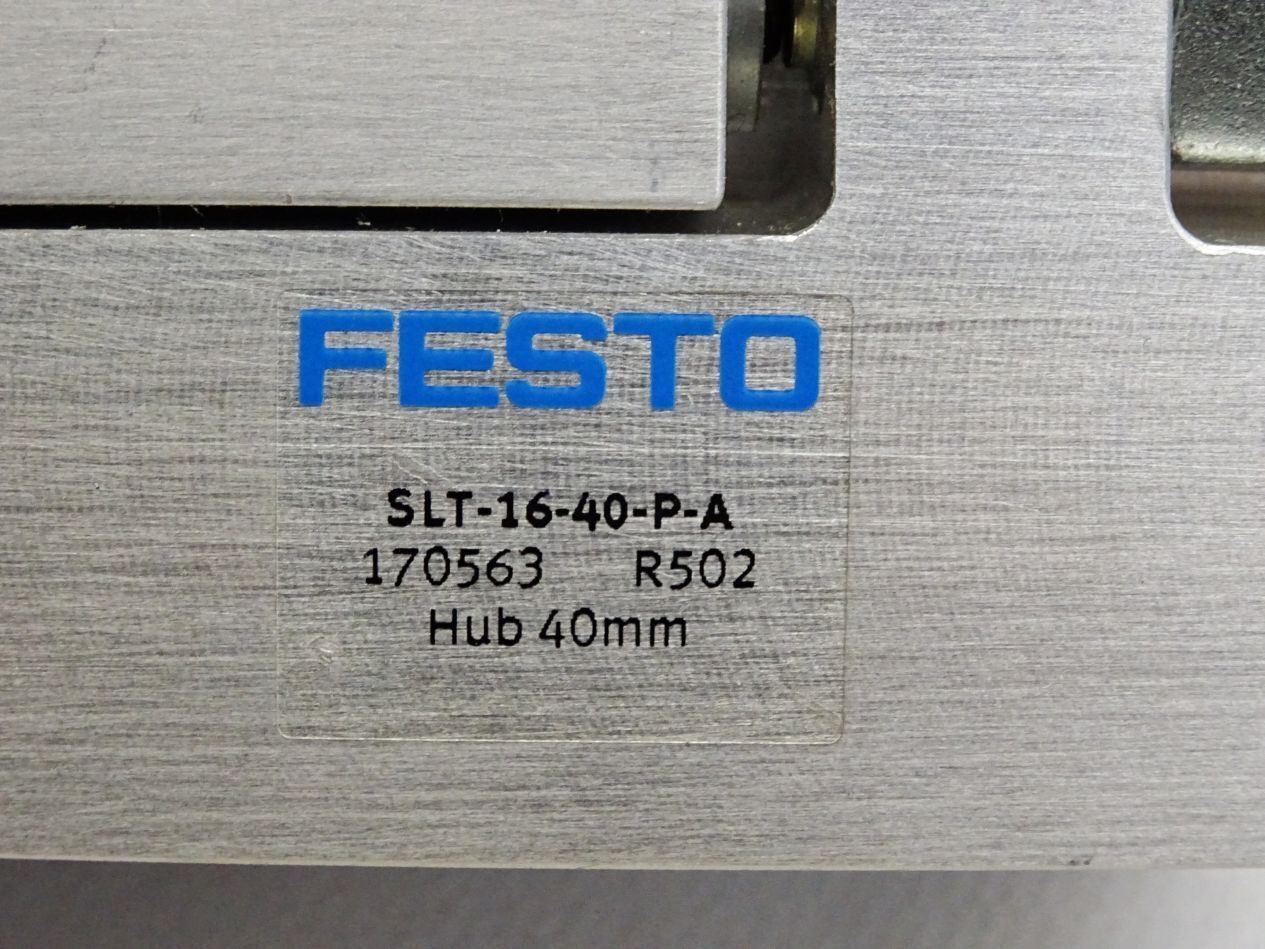 FESTO
SLT-16-40-P-A
170563 R502
Hub 40mm